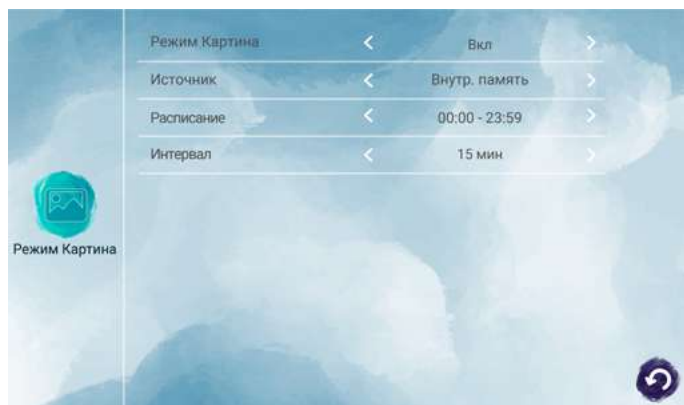 Режим Картина Вкл
Источник Внутр. память
Расписание 00:00 - 23:59
Интервал 15 мин
Режим Картина